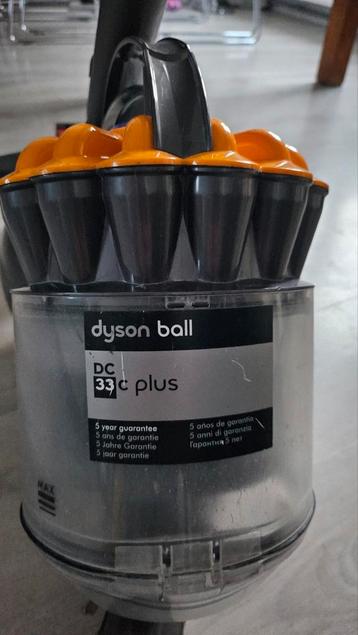 dyson ball
DC
33c plus
5 year guarantee
5 ans de garantie
5 Jahre Garantie
5 jaar garantie
5 años de garantía
5 anni di garanzia
Гарантия 5 лет
MAX